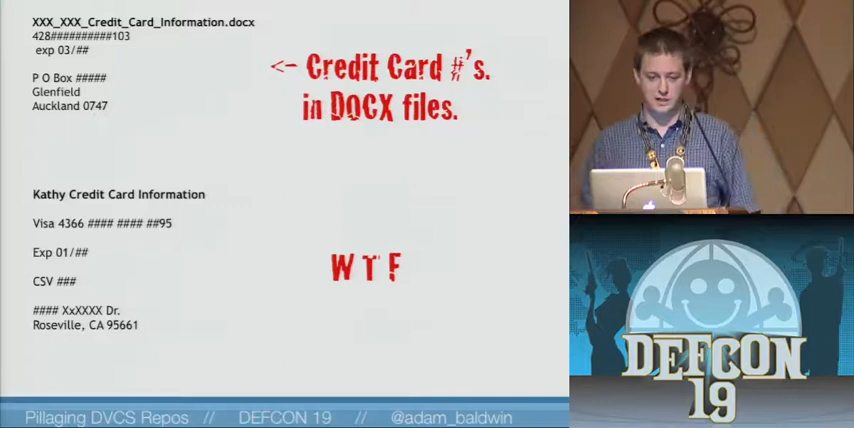 XXX_XXX_Credit_Card_Information.docx
428##########103
exp 03/##
P O Box #####
Glenfield
Auckland 0747
<- Credit Card #'s.
in DOCX files.
Kathy Credit Card Information
Visa 4366 #### #### ##95
Exp 01/##
CSV ###
#### XxXXXX Dr.
Roseville, CA 95661
W T F
Pillaging DVCS Repos // DEFCON 19 // @adam_baldwin
DEFCON
19